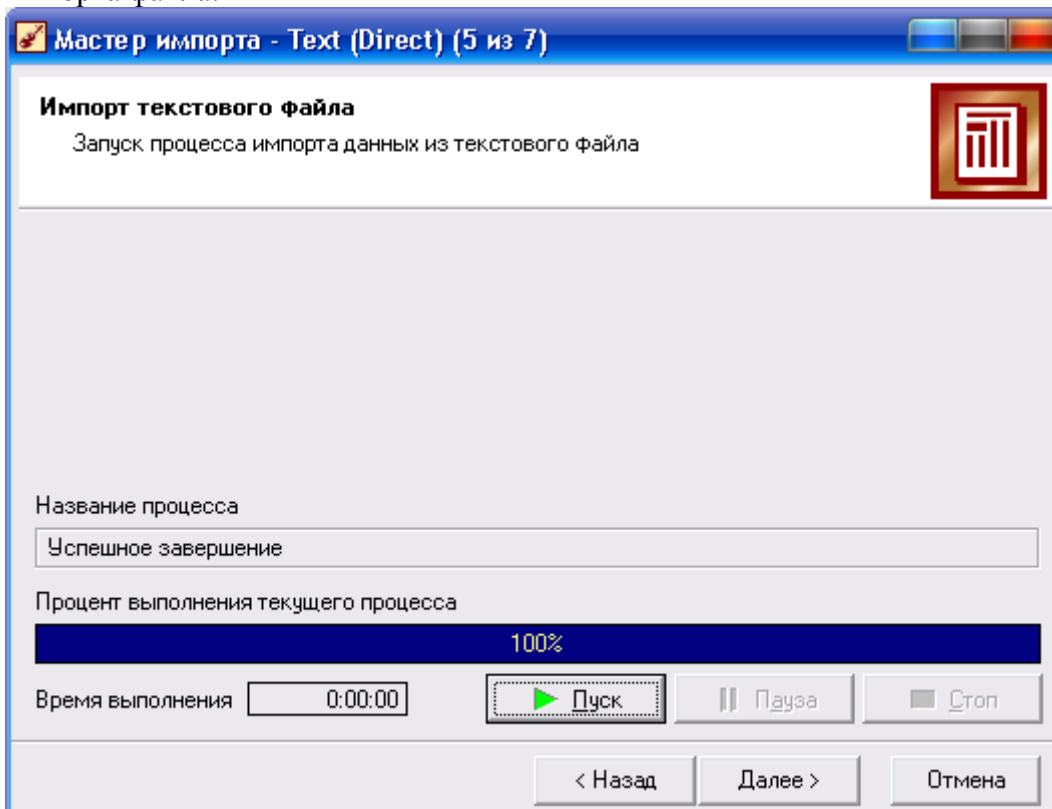 Мастер импорта - Text (Direct) (5 из 7)
Импорт текстового файла
Запуск процесса импорта данных из текстового файла
Название процесса
Успешное завершение
Процент выполнения текущего процесса
100%
Время выполнения 0:00:00 Пуск Пауза Стоп
< Назад Далее > Отмена